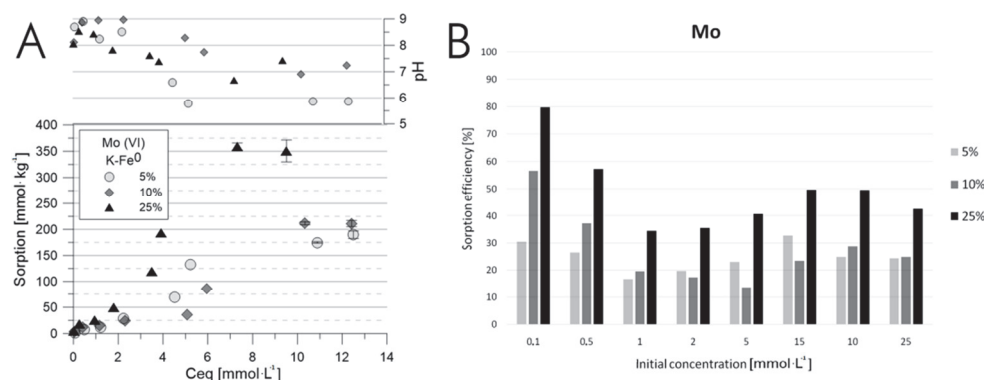 A
9
8
7
6
5
pH
400
350
300
250
200
150
100
50
0
Sorption [mmol·kg⁻¹]
Mo (VI)
K-Fe⁰
5%
10%
25%
0 2 4 6 8 10 12 14
Ceq [mmol·L⁻¹]
B
Mo
100
90
80
70
60
50
40
30
20
10
0
Sorption efficiency [%]
0,1 0,5 1 2 5 15 10 25
Initial concentration [mmol·L⁻¹]
5%
10%
25%